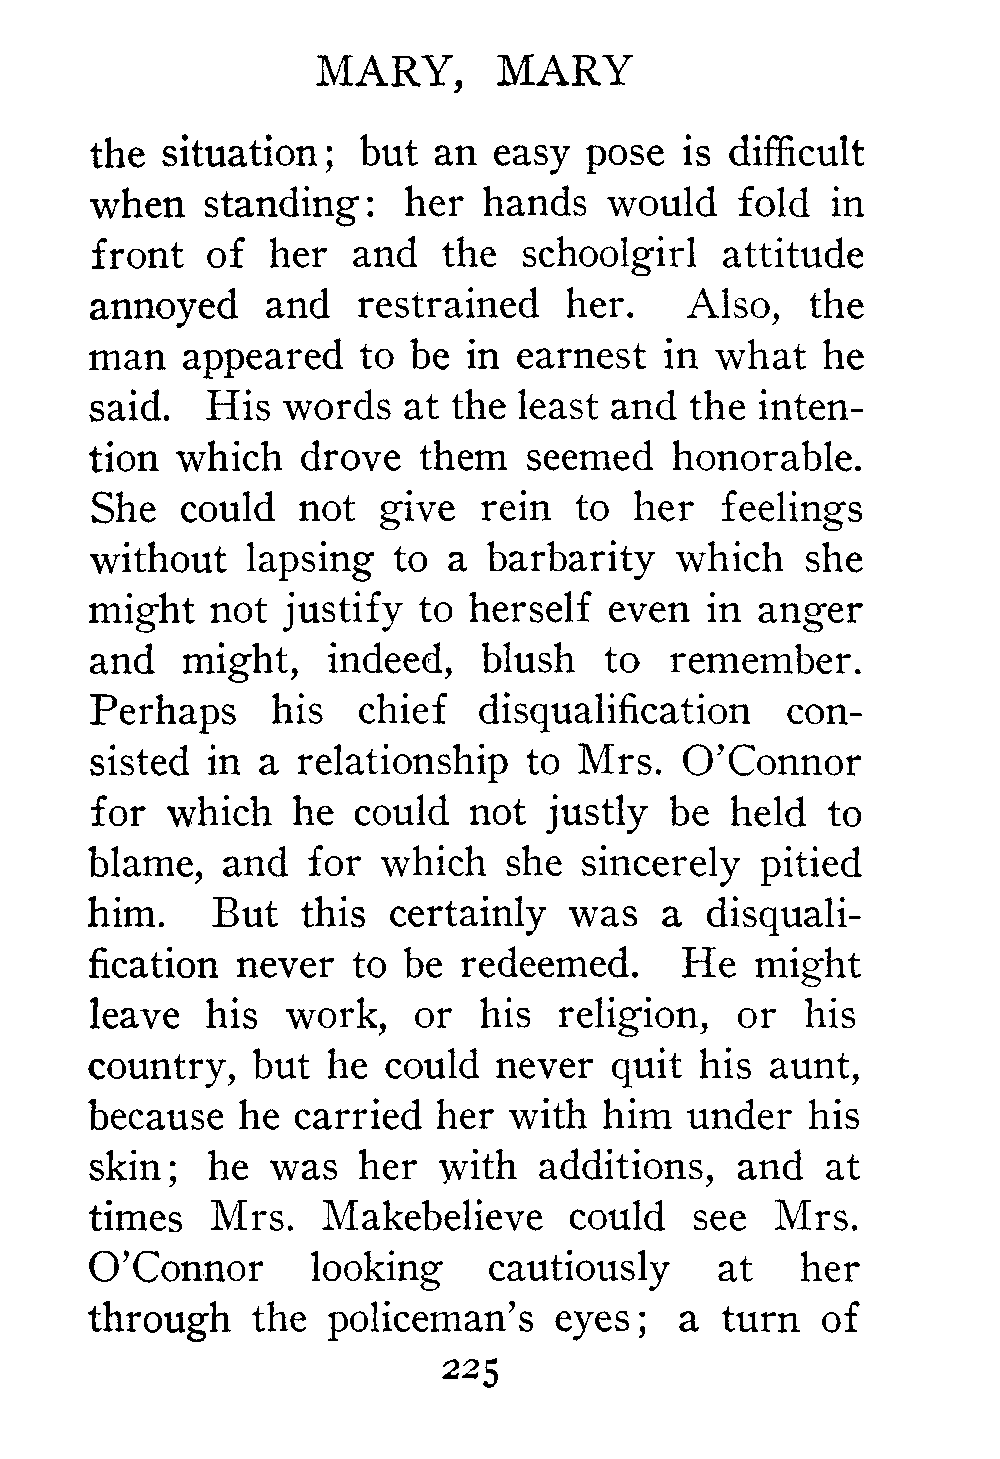 MARY, MARY
the situation; but an easy pose is difficult
when standing: her hands would fold in
front of her and the schoolgirl attitude
annoyed and restrained her. Also, the
man appeared to be in earnest in what he
said. His words at the least and the inten-
tion which drove them seemed honorable.
She could not give rein to her feelings
without lapsing to a barbarity which she
might not justify to herself even in anger
and might, indeed, blush to remember.
Perhaps his chief disqualification con-
sisted in a relationship to Mrs. O'Connor
for which he could not justly be held to
blame, and for which she sincerely pitied
him. But this certainly was a disquali-
fication never to be redeemed. He might
leave his work, or his religion, or his
country, but he could never quit his aunt,
because he carried her with him under his
skin; he was her with additions, and at
times Mrs. Makebelieve could see Mrs.
O'Connor looking cautiously at her
through the policeman's eyes; a turn of
225